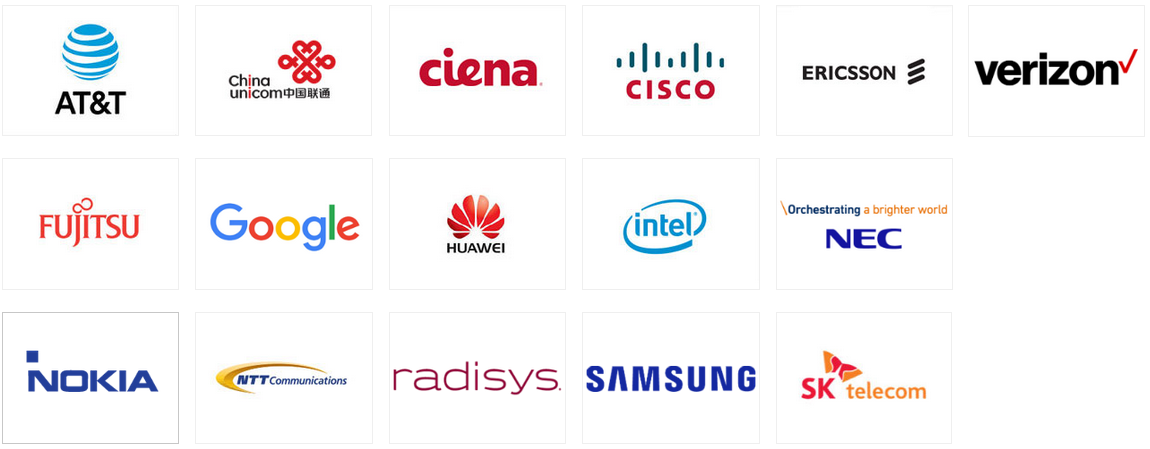 AT&T
China
unicom中国联通
ciena
CISCO
ERICSSON
verizon
FUJITSU
Google
HUAWEI
intel
Orchestrating a brighter world
NEC
NOKIA
NTT Communications
radisys.
SAMSUNG
SK telecom